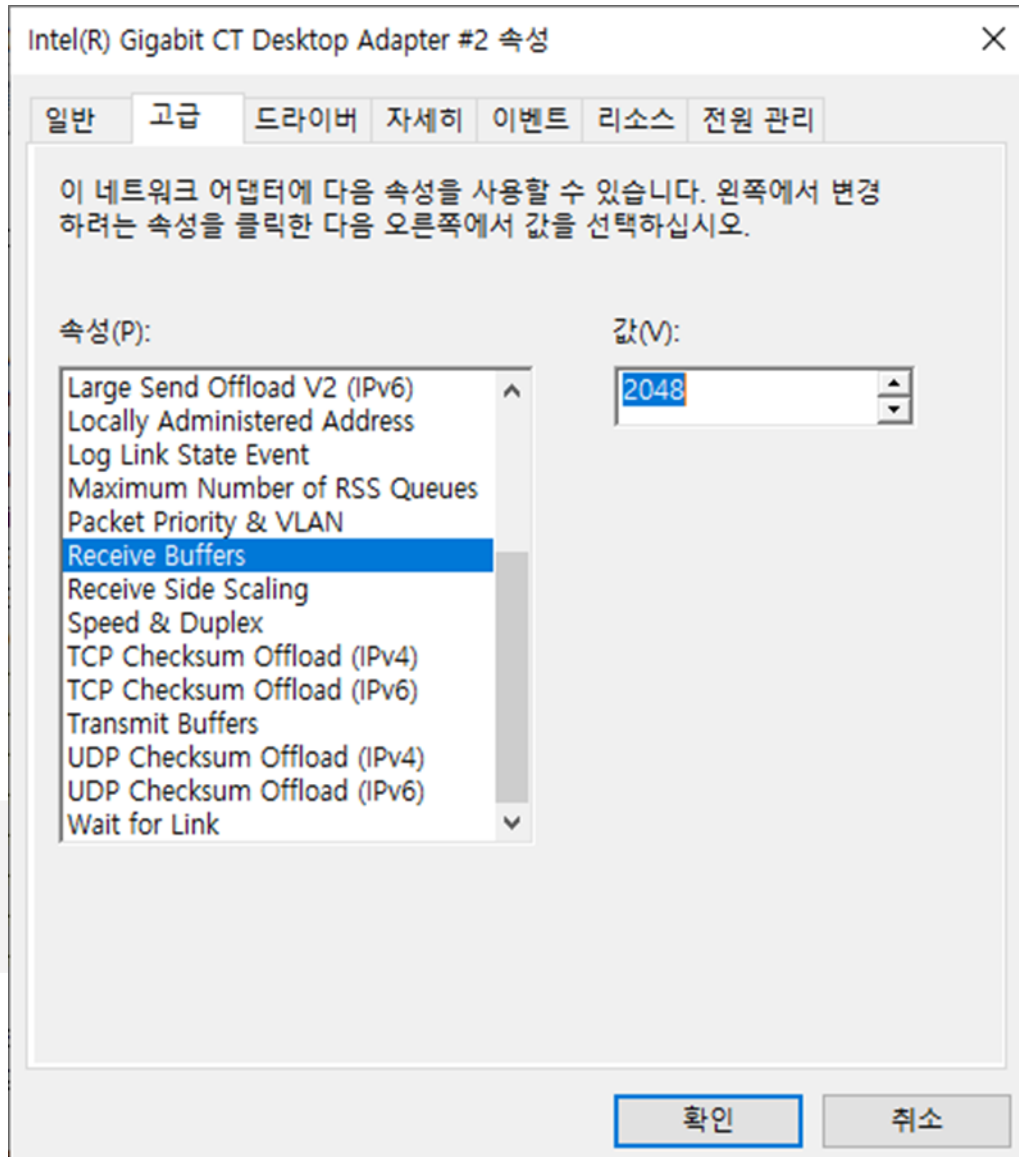 Intel(R) Gigabit CT Desktop Adapter #2 속성
일반 고급 드라이버 자세히 이벤트 리소스 전원 관리
이 네트워크 어댑터에 다음 속성을 사용할 수 있습니다. 왼쪽에서 변경
하려는 속성을 클릭한 다음 오른쪽에서 값을 선택하십시오.
속성(P): 값(V):
2048
Large Send Offload V2 (IPv6)
Locally Administered Address
Log Link State Event
Maximum Number of RSS Queues
Packet Priority & VLAN
Receive Buffers
Receive Side Scaling
Speed & Duplex
TCP Checksum Offload (IPv4)
TCP Checksum Offload (IPv6)
Transmit Buffers
UDP Checksum Offload (IPv4)
UDP Checksum Offload (IPv6)
Wait for Link
확인 취소